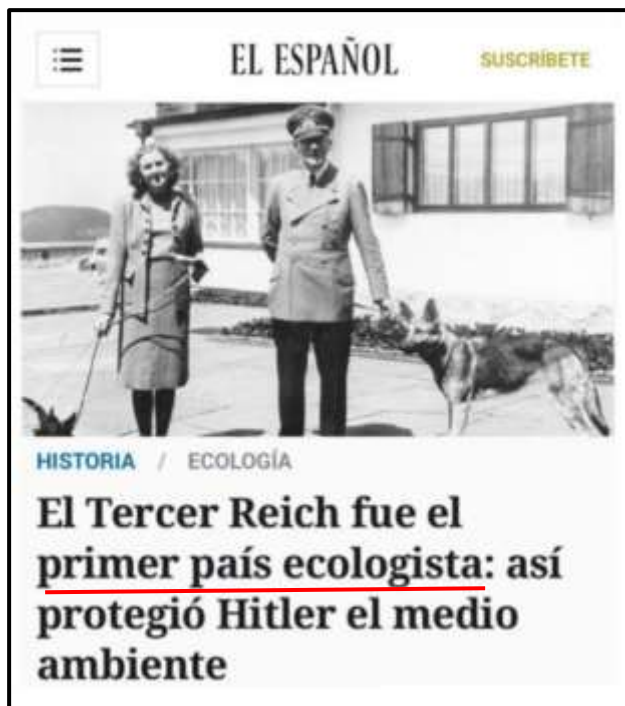 EL ESPAÑOL
SUSCRÍBETE
HISTORIA / ECOLOGÍA
El Tercer Reich fue el
primer país ecologista: así
protegió Hitler el medio
ambiente